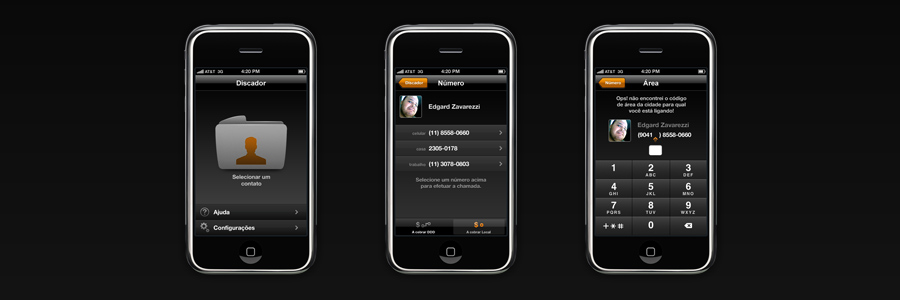 AT&T 3G 4:20 PM
Discador
Selecionar um
contato
Ajuda
Configurações
AT&T 3G 4:20 PM
Discador Número
Edgard Zavarezzi
celular (11) 8558-0660
casa 2305-0178
trabalho (11) 3078-0803
Selecione um número acima
para efetuar a chamada.
A cobrar DDD A cobrar Local
AT&T 3G 4:20 PM
Número Área
Ops! não encontrei o código
de área da cidade para qual
você está ligando!
Edgard Zavarezzi
(9041 _ ) 8558-0660
1 2 3
ABC DEF
4 5 6
GHI JKL MNO
7 8 9
PQRS TUV WXYZ
+ * # 0